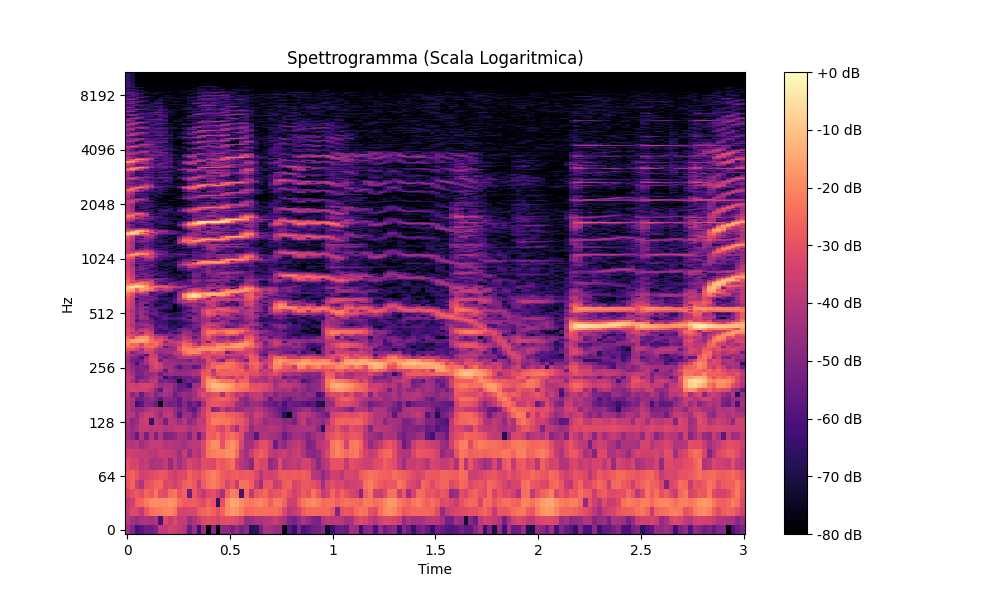 Spettrogramma (Scala Logaritmica)
Hz
8192
4096
2048
1024
512
256
128
64
0
0
0.5
1
1.5
2
2.5
3
Time
+0 dB
-10 dB
-20 dB
-30 dB
-40 dB
-50 dB
-60 dB
-70 dB
-80 dB